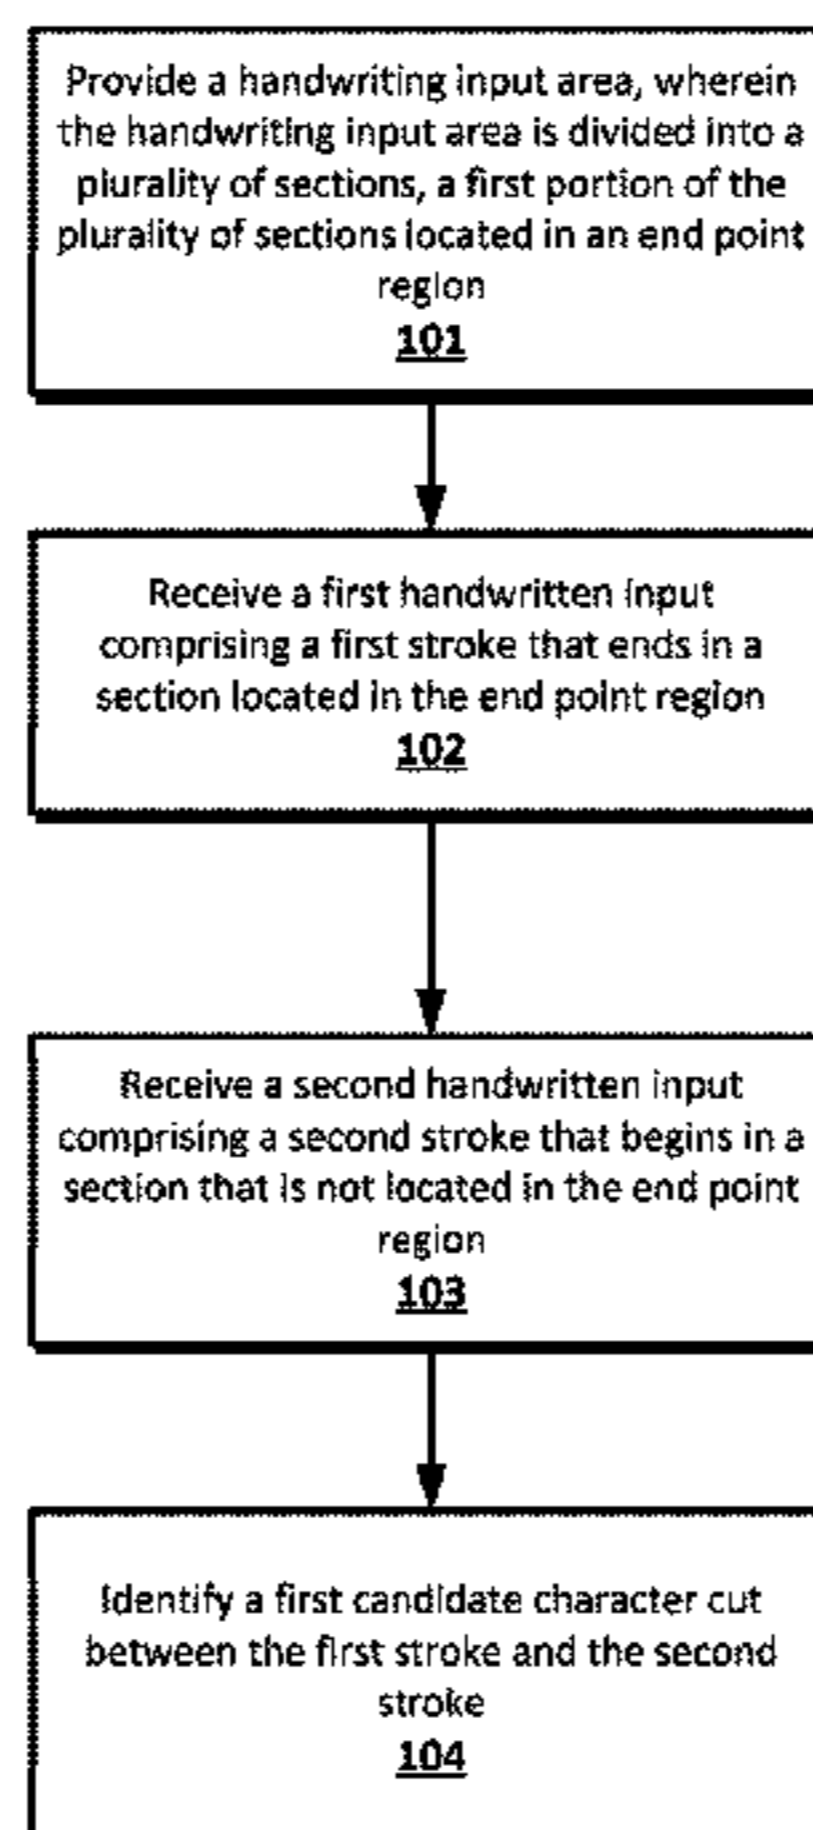 Provide a handwriting input area, wherein
the handwriting input area is divided into a
plurality of sections, a first portion of the
plurality of sections located in an end point
region
101
Receive a first handwritten input
comprising a first stroke that ends in a
section located in the end point region
102
Receive a second handwritten input
comprising a second stroke that begins in a
section that is not located in the end point
region
103
Identify a first candidate character cut
between the first stroke and the second
stroke
104